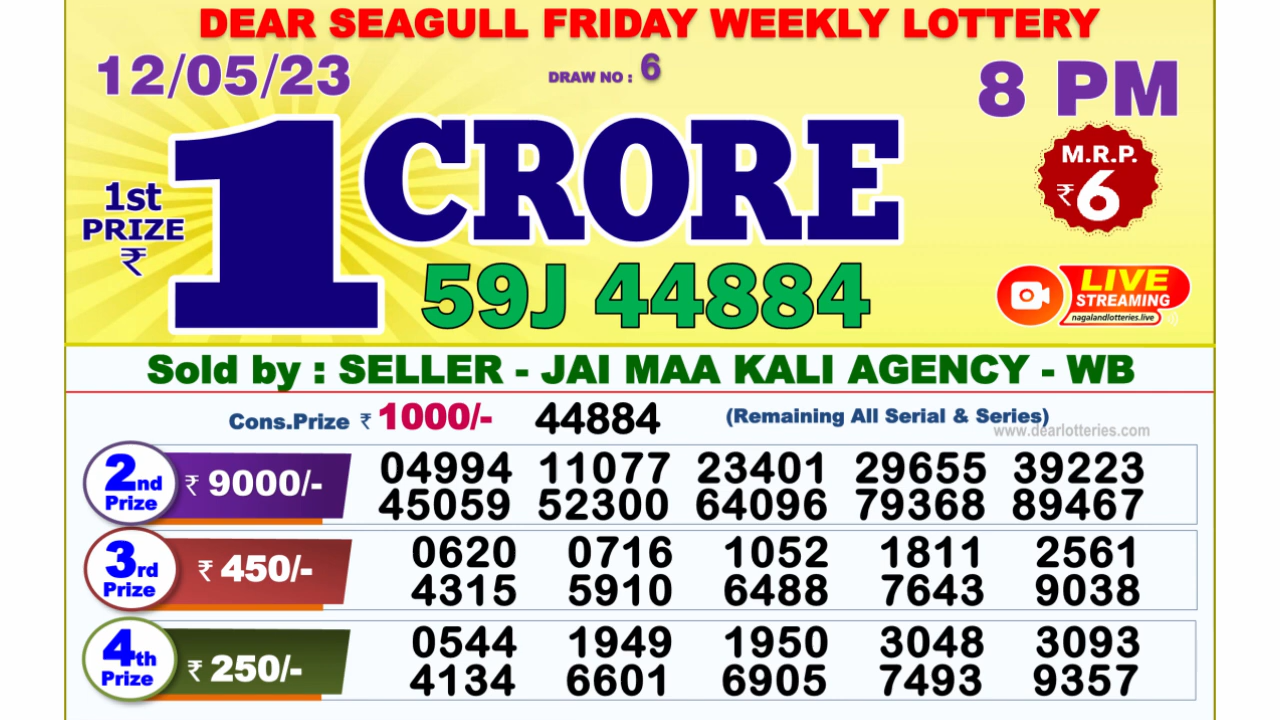 DEAR SEAGULL FRIDAY WEEKLY LOTTERY
12/05/23
DRAW NO : 6
8 PM
1st
PRIZE
₹
1 CRORE
M.R.P.
₹ 6
59J 44884
LIVE
STREAMING
nagalandlotteries.live
Sold by : SELLER - JAI MAA KALI AGENCY - WB
Cons.Prize ₹ 1000/- 44884 (Remaining All Serial & Series)
www.dearlotteries.com
2nd Prize ₹ 9000/-
04994 11077 23401 29655 39223
45059 52300 64096 79368 89467
3rd Prize ₹ 450/-
0620 0716 1052 1811 2561
4315 5910 6488 7643 9038
4th Prize ₹ 250/-
0544 1949 1950 3048 3093
4134 6601 6905 7493 9357